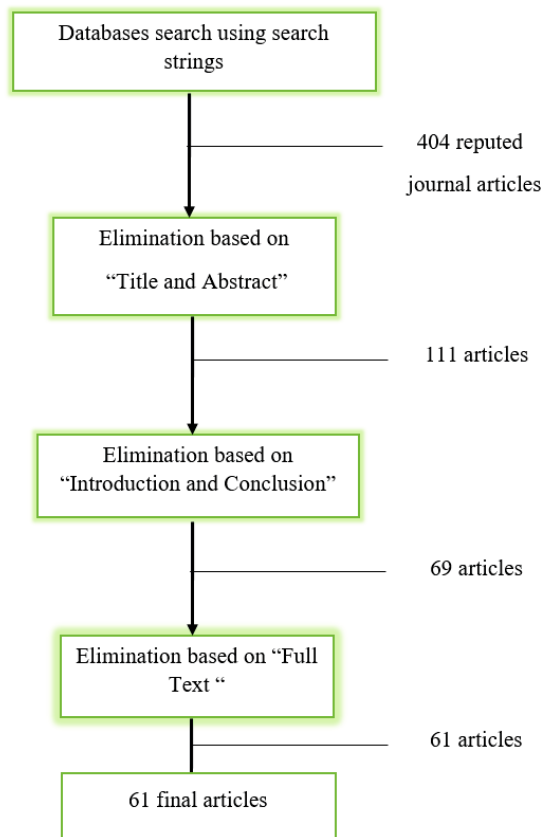 Databases search using search
strings
404 reputed
journal articles
Elimination based on
“Title and Abstract”
111 articles
Elimination based on
“Introduction and Conclusion”
69 articles
Elimination based on “Full
Text “
61 articles
61 final articles